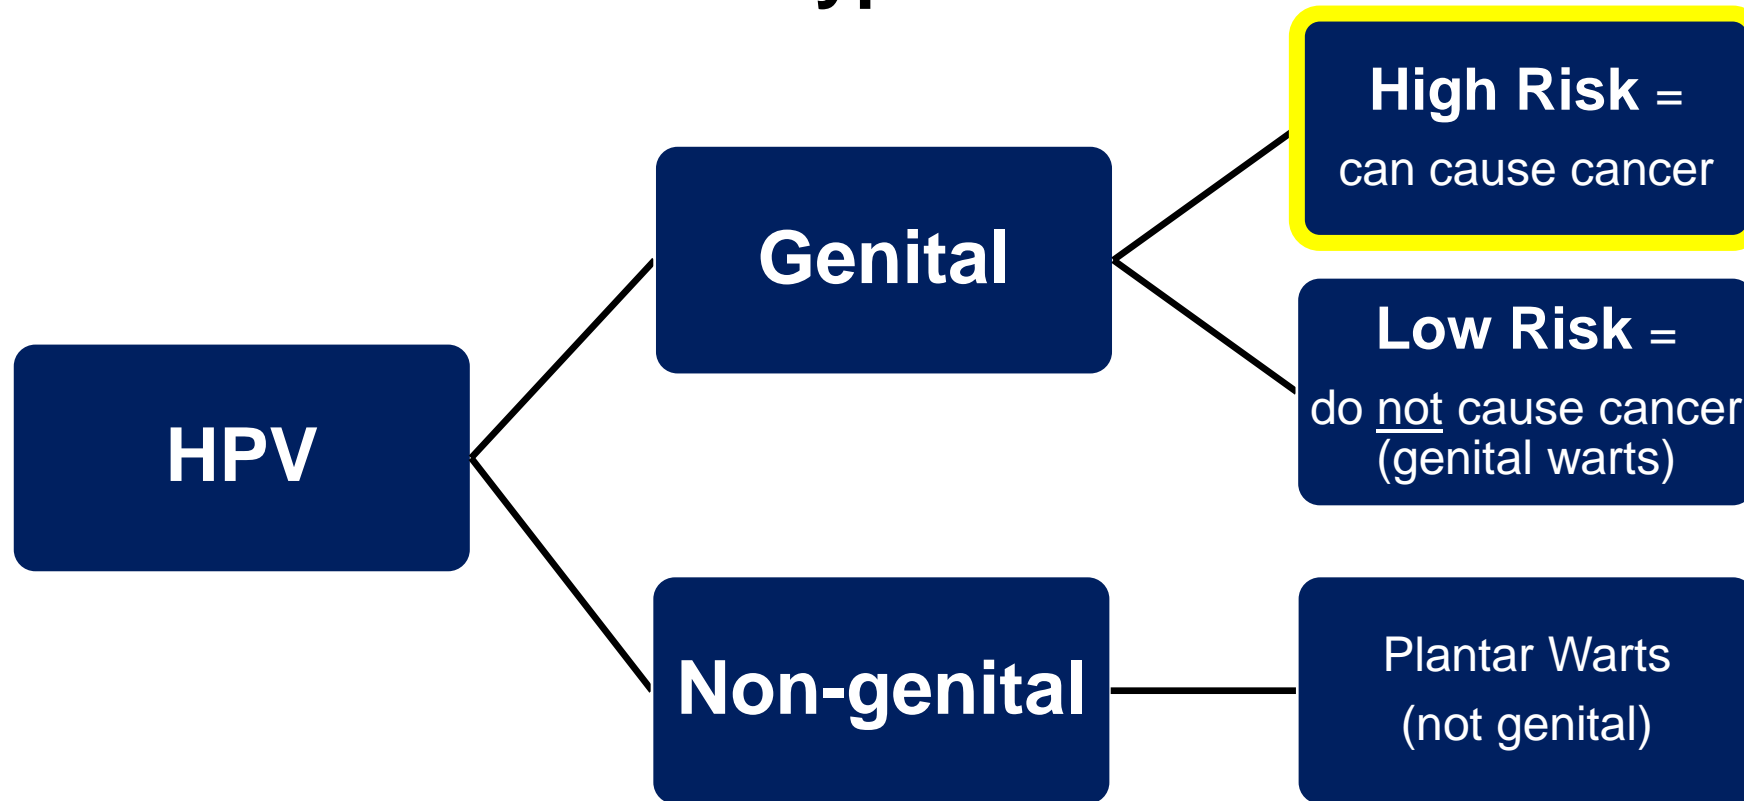 HPV
Genital
High Risk =
can cause cancer
Low Risk =
do not cause cancer
(genital warts)
Non-genital
Plantar Warts
(not genital)